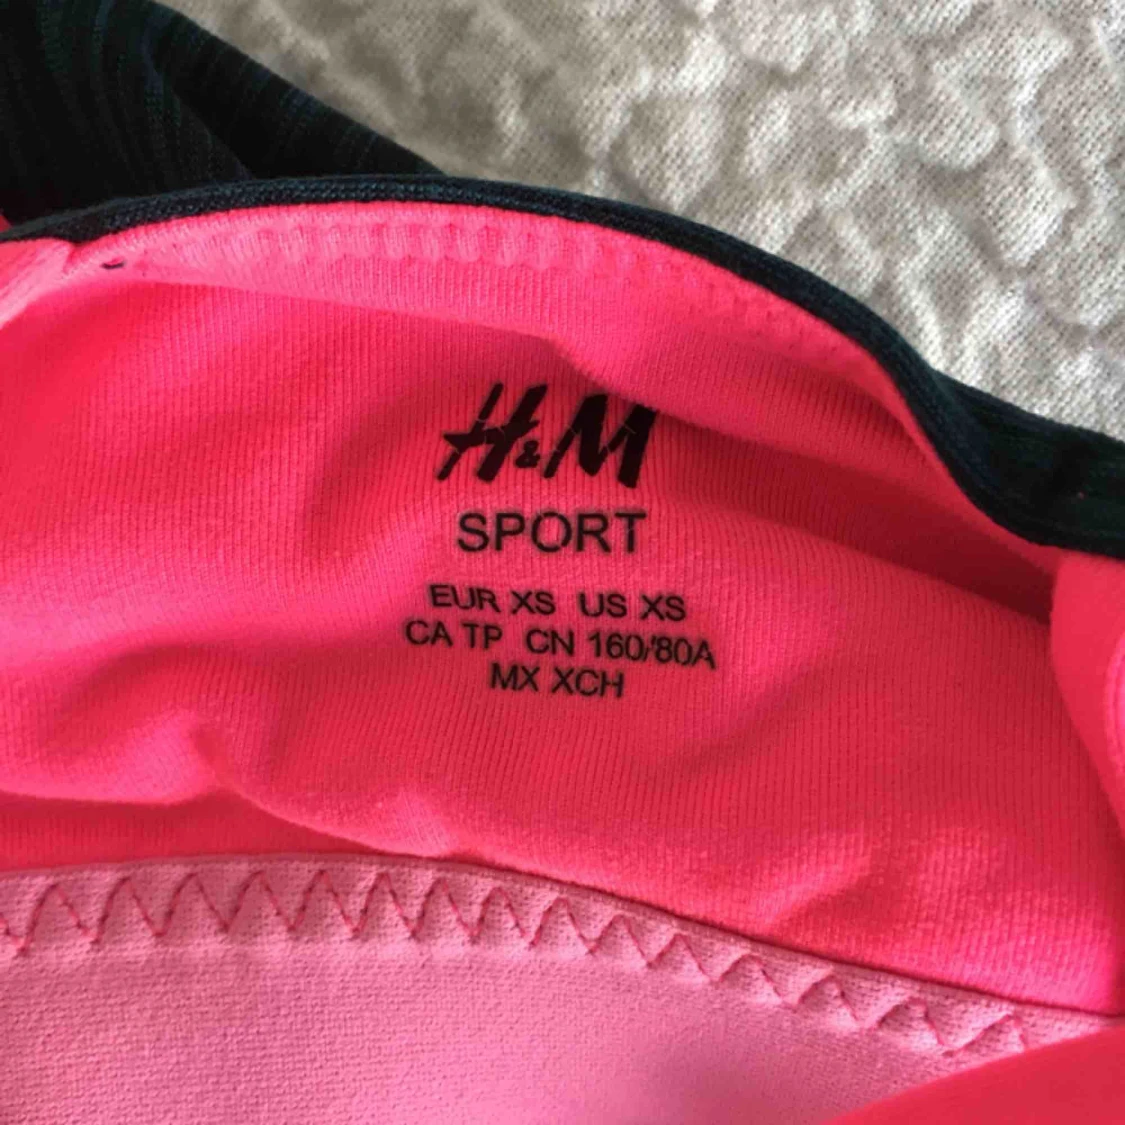 H&M
SPORT
EUR XS US XS
CA TP CN 160/80A
MX XCH